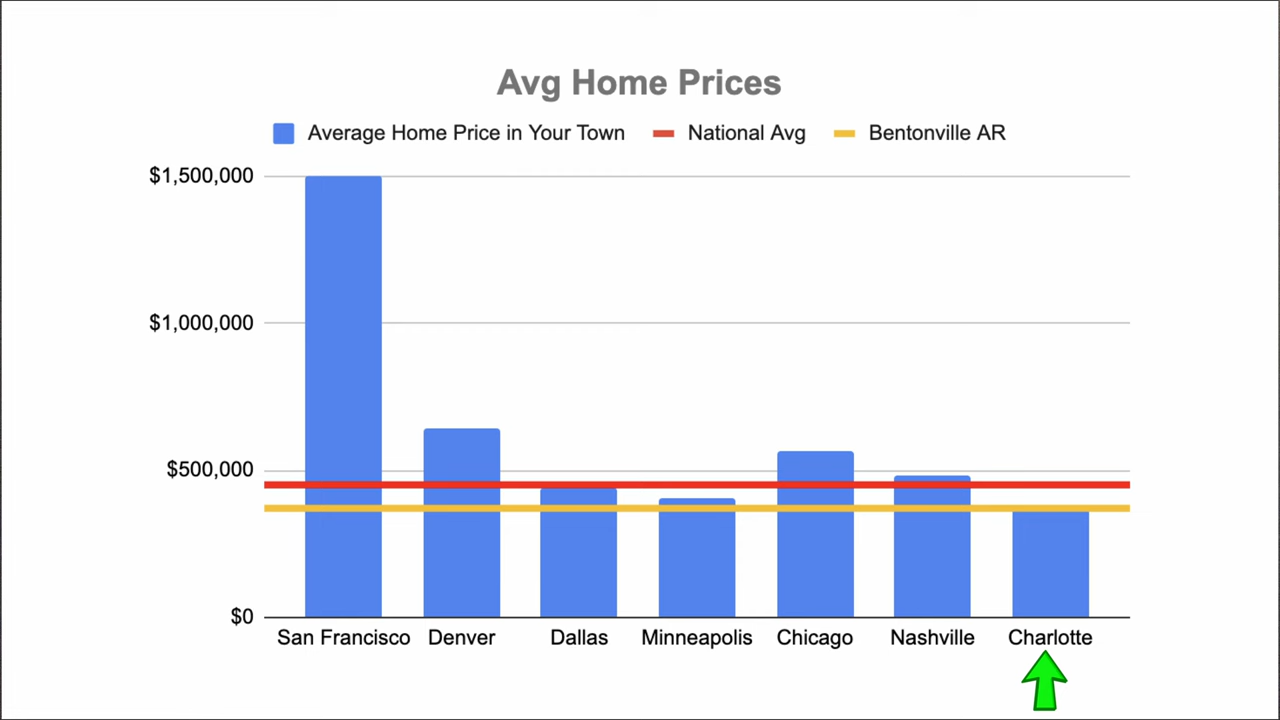 Avg Home Prices
Average Home Price in Your Town National Avg Bentonville AR
$1,500,000
$1,000,000
$500,000
$0
San Francisco Denver Dallas Minneapolis Chicago Nashville Charlotte